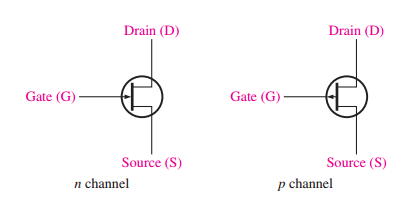 Drain (D) Drain (D)
Gate (G) Gate (G)
Source (S) Source (S)
n channel p channel